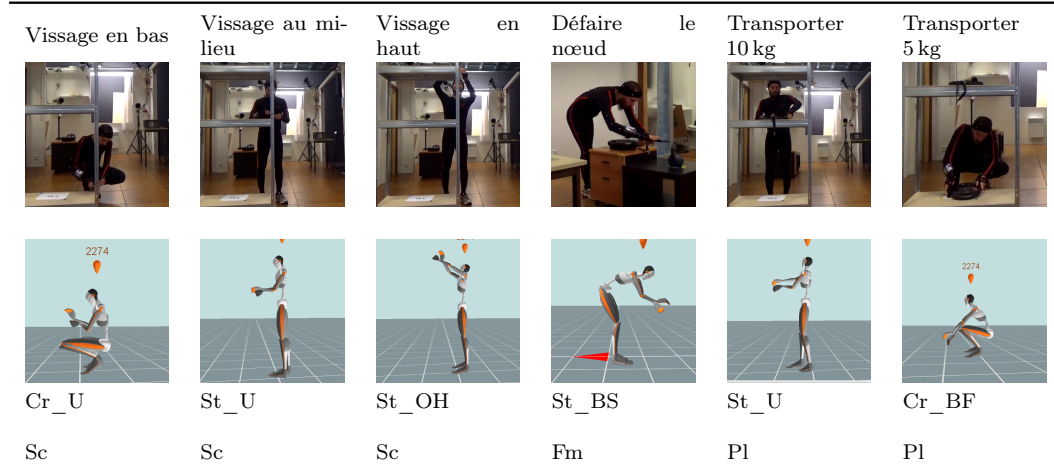 Vissage en bas
Vissage au mi-
lieu
Vissage en
haut
Défaire le
nœud
Transporter
10 kg
Transporter
5 kg
2274
2274
Cr_U
St_U
St_OH
St_BS
St_U
Cr_BF
Sc
Sc
Sc
Fm
Pl
Pl